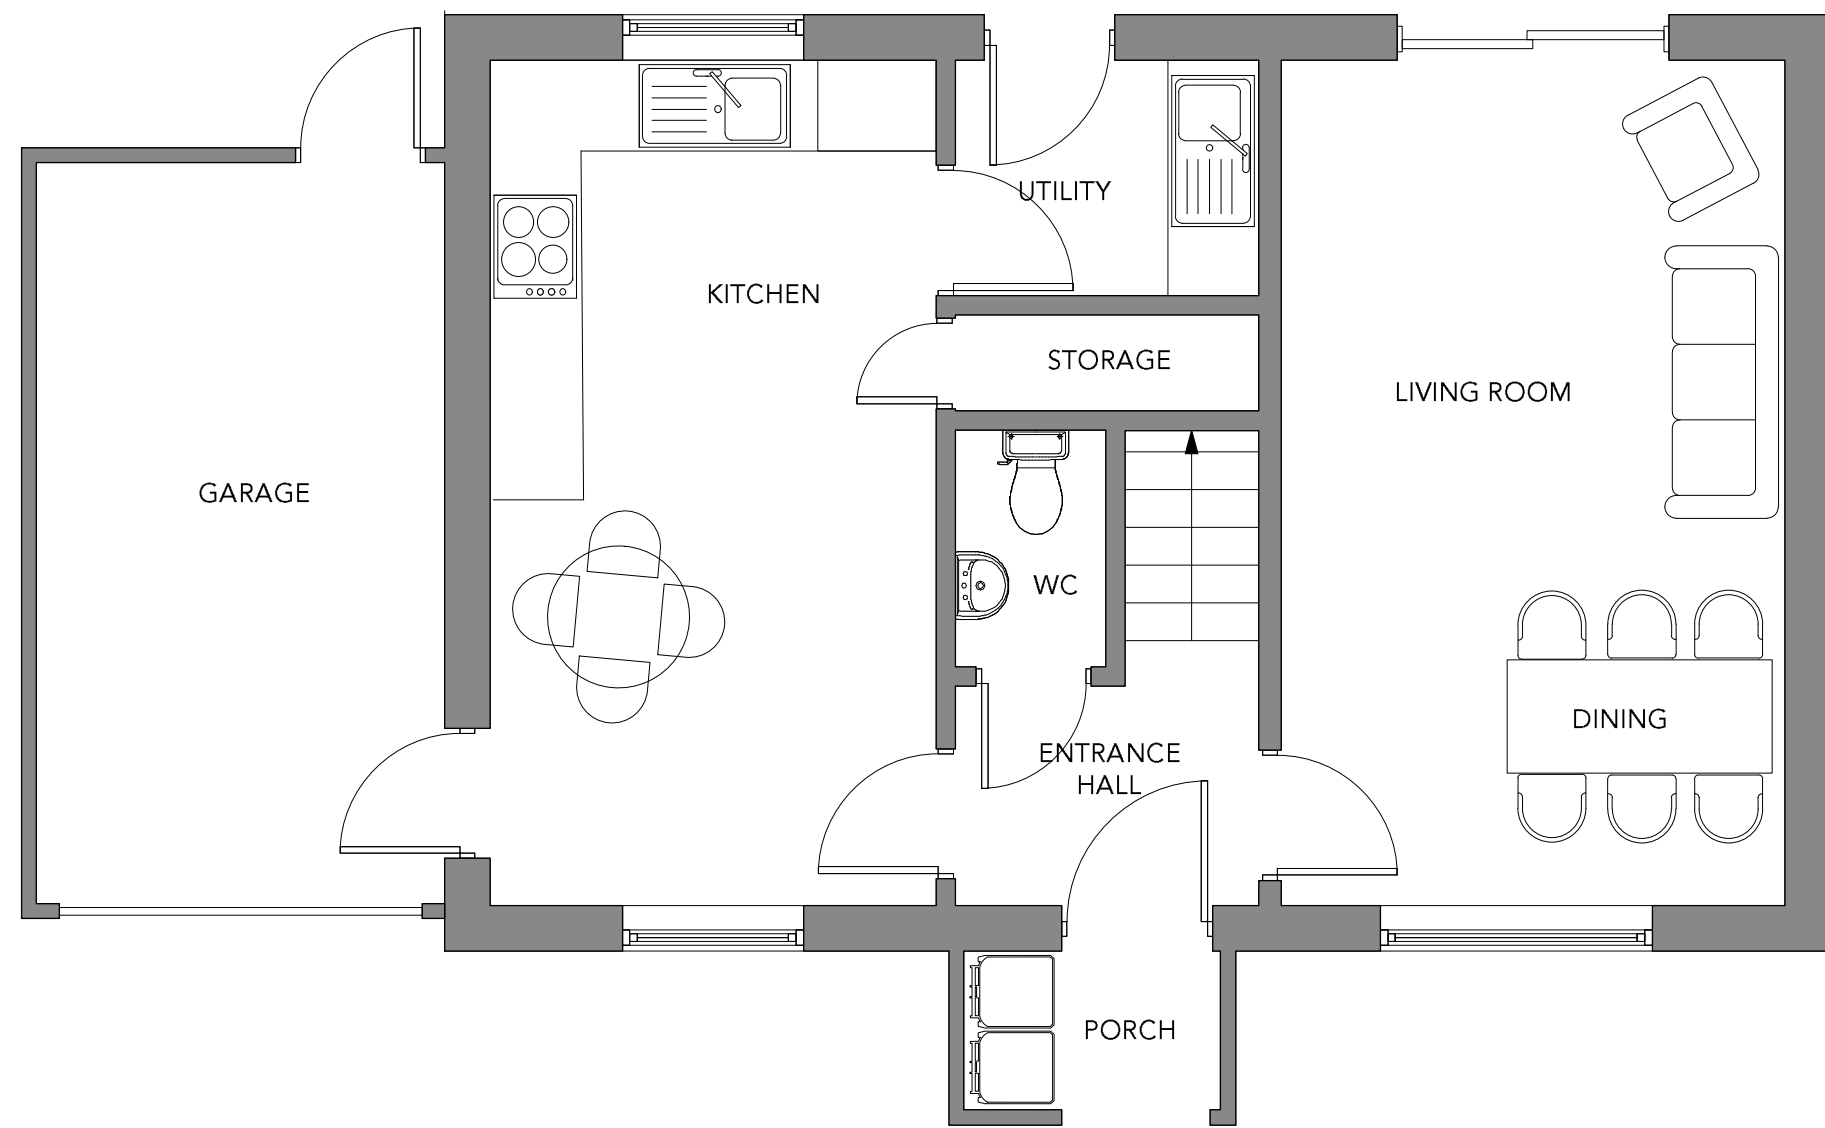 UTILITY
KITCHEN
STORAGE
LIVING ROOM
GARAGE
WC
DINING
ENTRANCE
HALL
PORCH